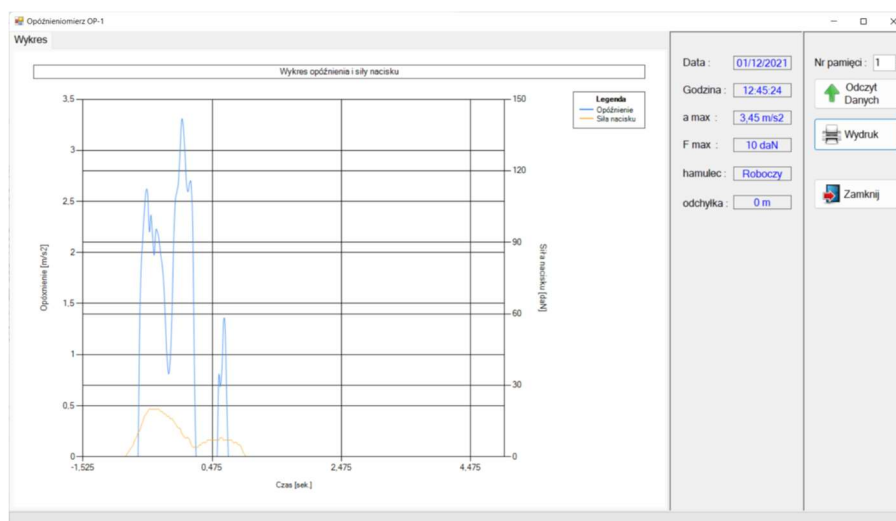 Opóźnieniomierz OP-1
Wykres
Wykres opóźnienia i siły nacisku
Legenda
Opóźnienie
Siła nacisku
Opóźnienie [m/s2]
3,5
3
2,5
2
1,5
1
0,5
0
150
120
90
60
30
0
Siła nacisku [daN]
-1,525
0,475
2,475
4,475
Czas [sek.]
Data : 01/12/2021
Godzina : 12:45:24
a max : 3,45 m/s2
F max : 10 daN
hamulec : Roboczy
odchyłka : 0 m
Nr pamięci : 1
Odczyt
Danych
Wydruk
Zamknij